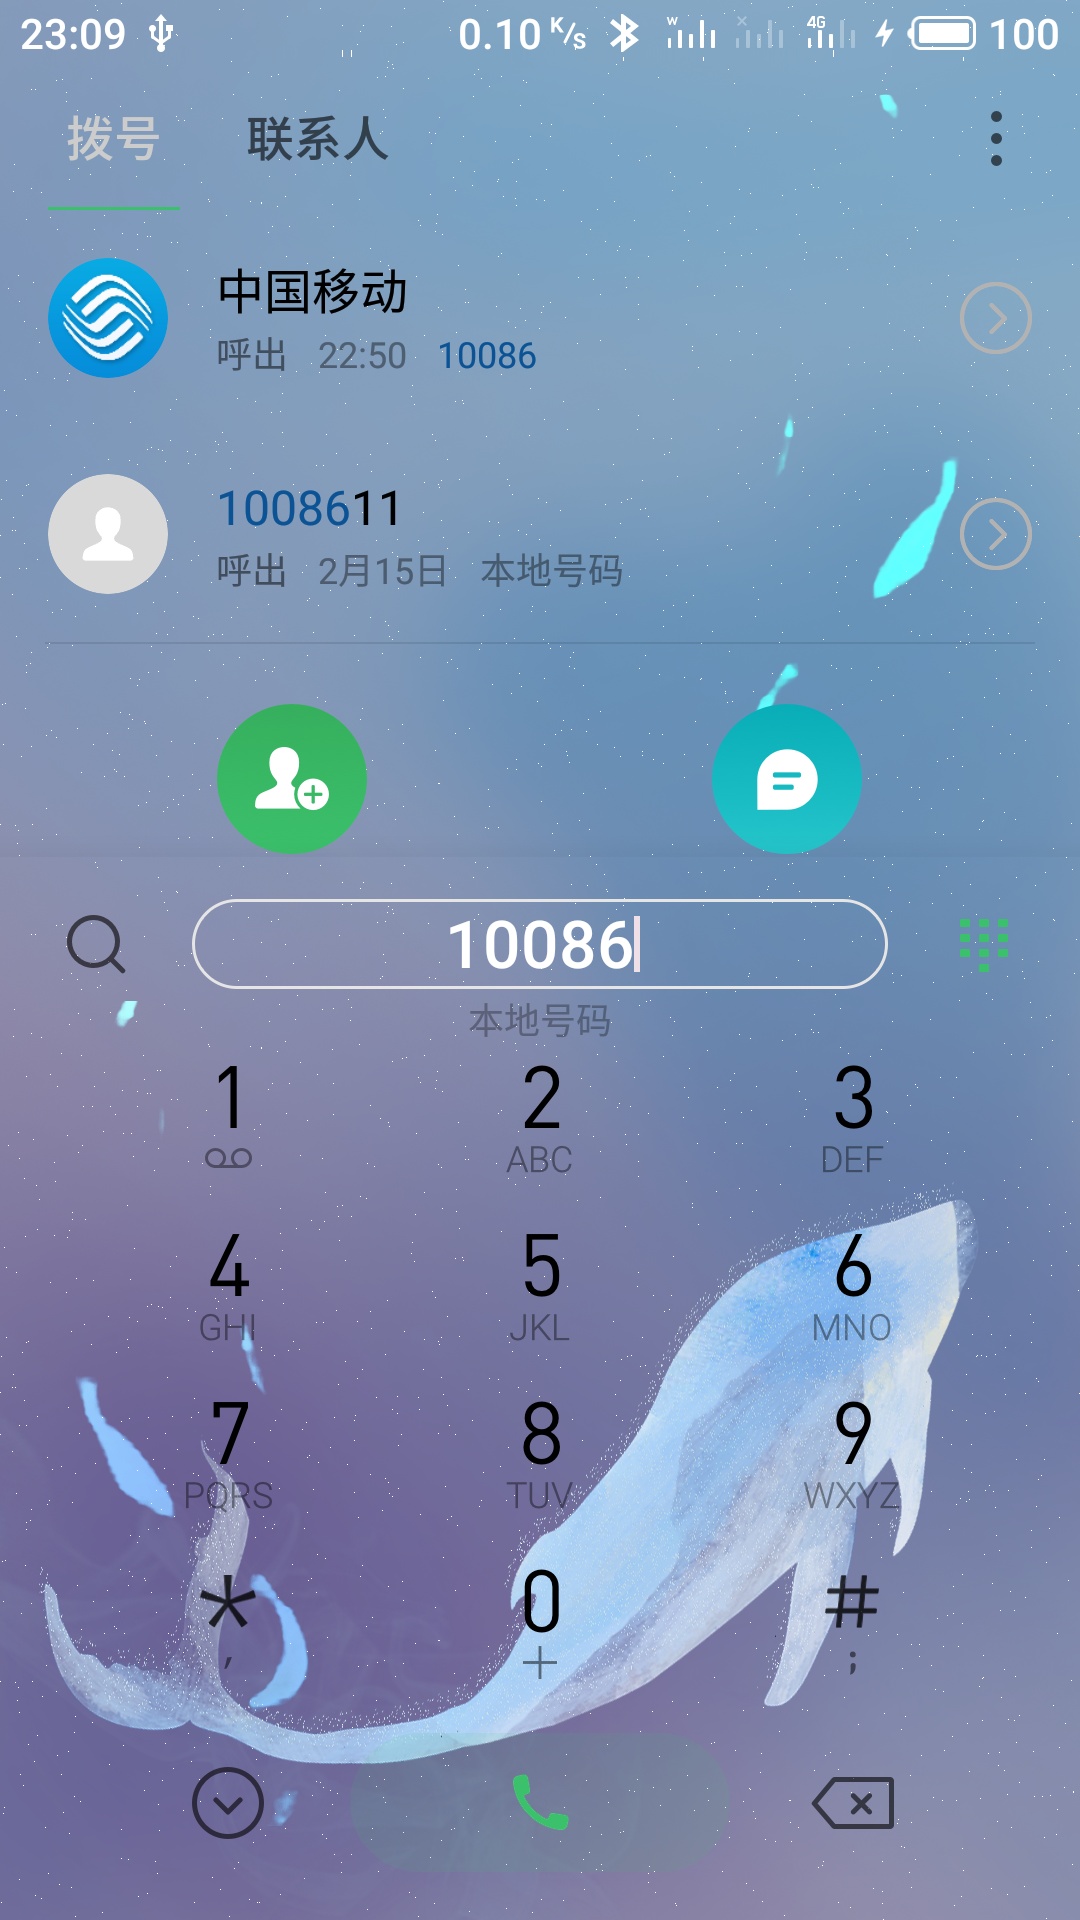 23:09 0.10 K/s W × 4G 100
拨号 联系人
中国移动
呼出 22:50 10086
1008611
呼出 2月15日 本地号码
10086
本地号码
1 2 3
ABC DEF
4 5 6
GHI JKL MNO
7 8 9
PQRS TUV WXYZ
* 0 #
, + ;